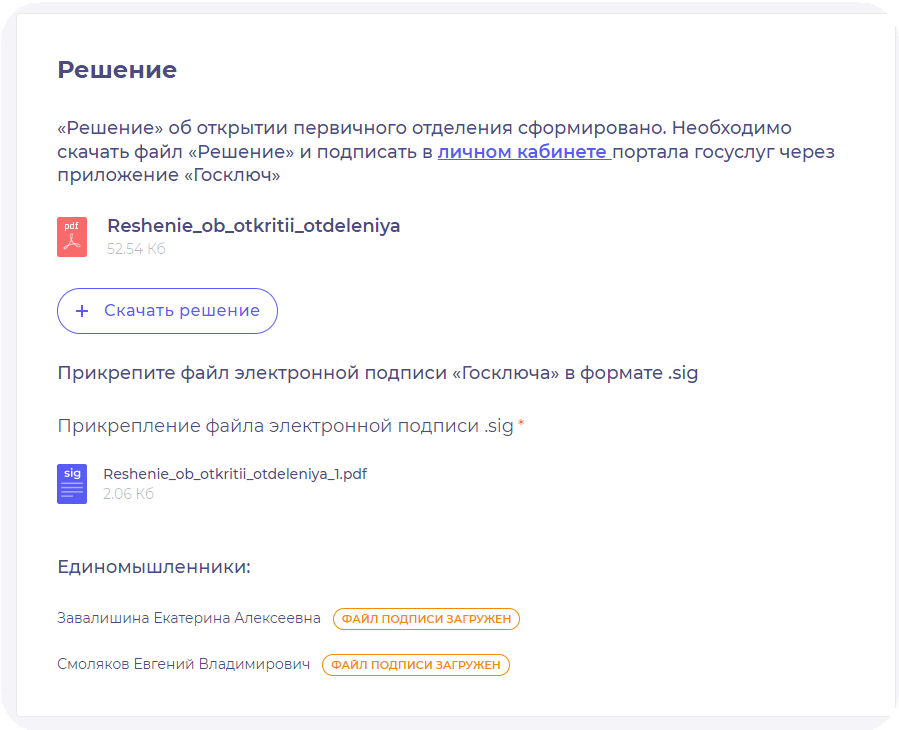 Решение
«Решение» об открытии первичного отделения сформировано. Необходимо
скачать файл «Решение» и подписать в личном кабинете портала госуслуг через
приложение «Госключ»
pdf
Reshenie_ob_otkritii_otdeleniya
52.54 Кб
+ Скачать решение
Прикрепите файл электронной подписи «Госключа» в формате .sig
Прикрепление файла электронной подписи .sig *
sig
Reshenie_ob_otkritii_otdeleniya_1.pdf
2.06 Кб
Единомышленники:
Завалишина Екатерина Алексеевна ФАЙЛ ПОДПИСИ ЗАГРУЖЕН
Смоляков Евгений Владимирович ФАЙЛ ПОДПИСИ ЗАГРУЖЕН